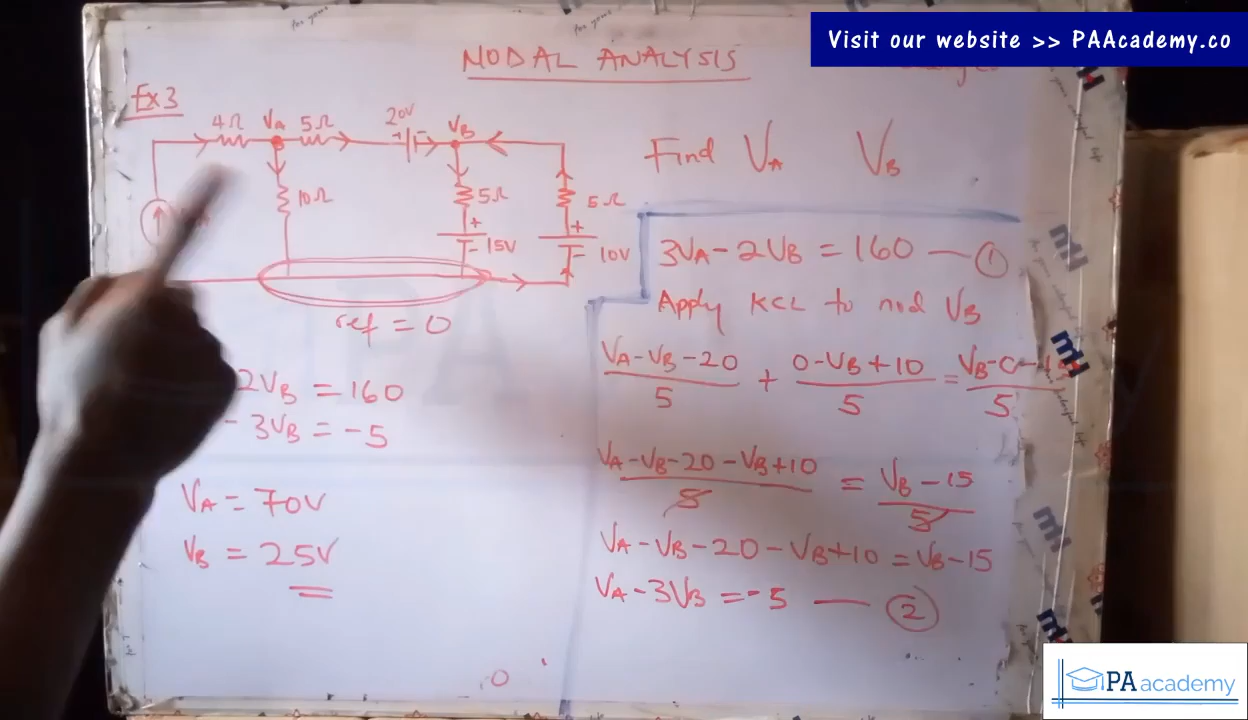 Visit our website >> PAAcademy.co
NODAL ANALYSIS
Ex3
4Ω VA 5Ω 20V VB
10Ω 5Ω 5Ω
+ - + +
- 15V - 10V
ref = 0
Find VA VB
3VA - 2VB = 160 — ①
Apply KCL to nod VB
VA-VB-20/5 + 0-VB+10/5 = VB-0-1
5
VA-VB-20-VB+10/5 = VB-15/5
VA-VB-20-VB+10 = VB-15
VA-3VB = -5 — ②
2VB = 160
- 3VB = -5
VA = 70V
VB = 25V
PA academy